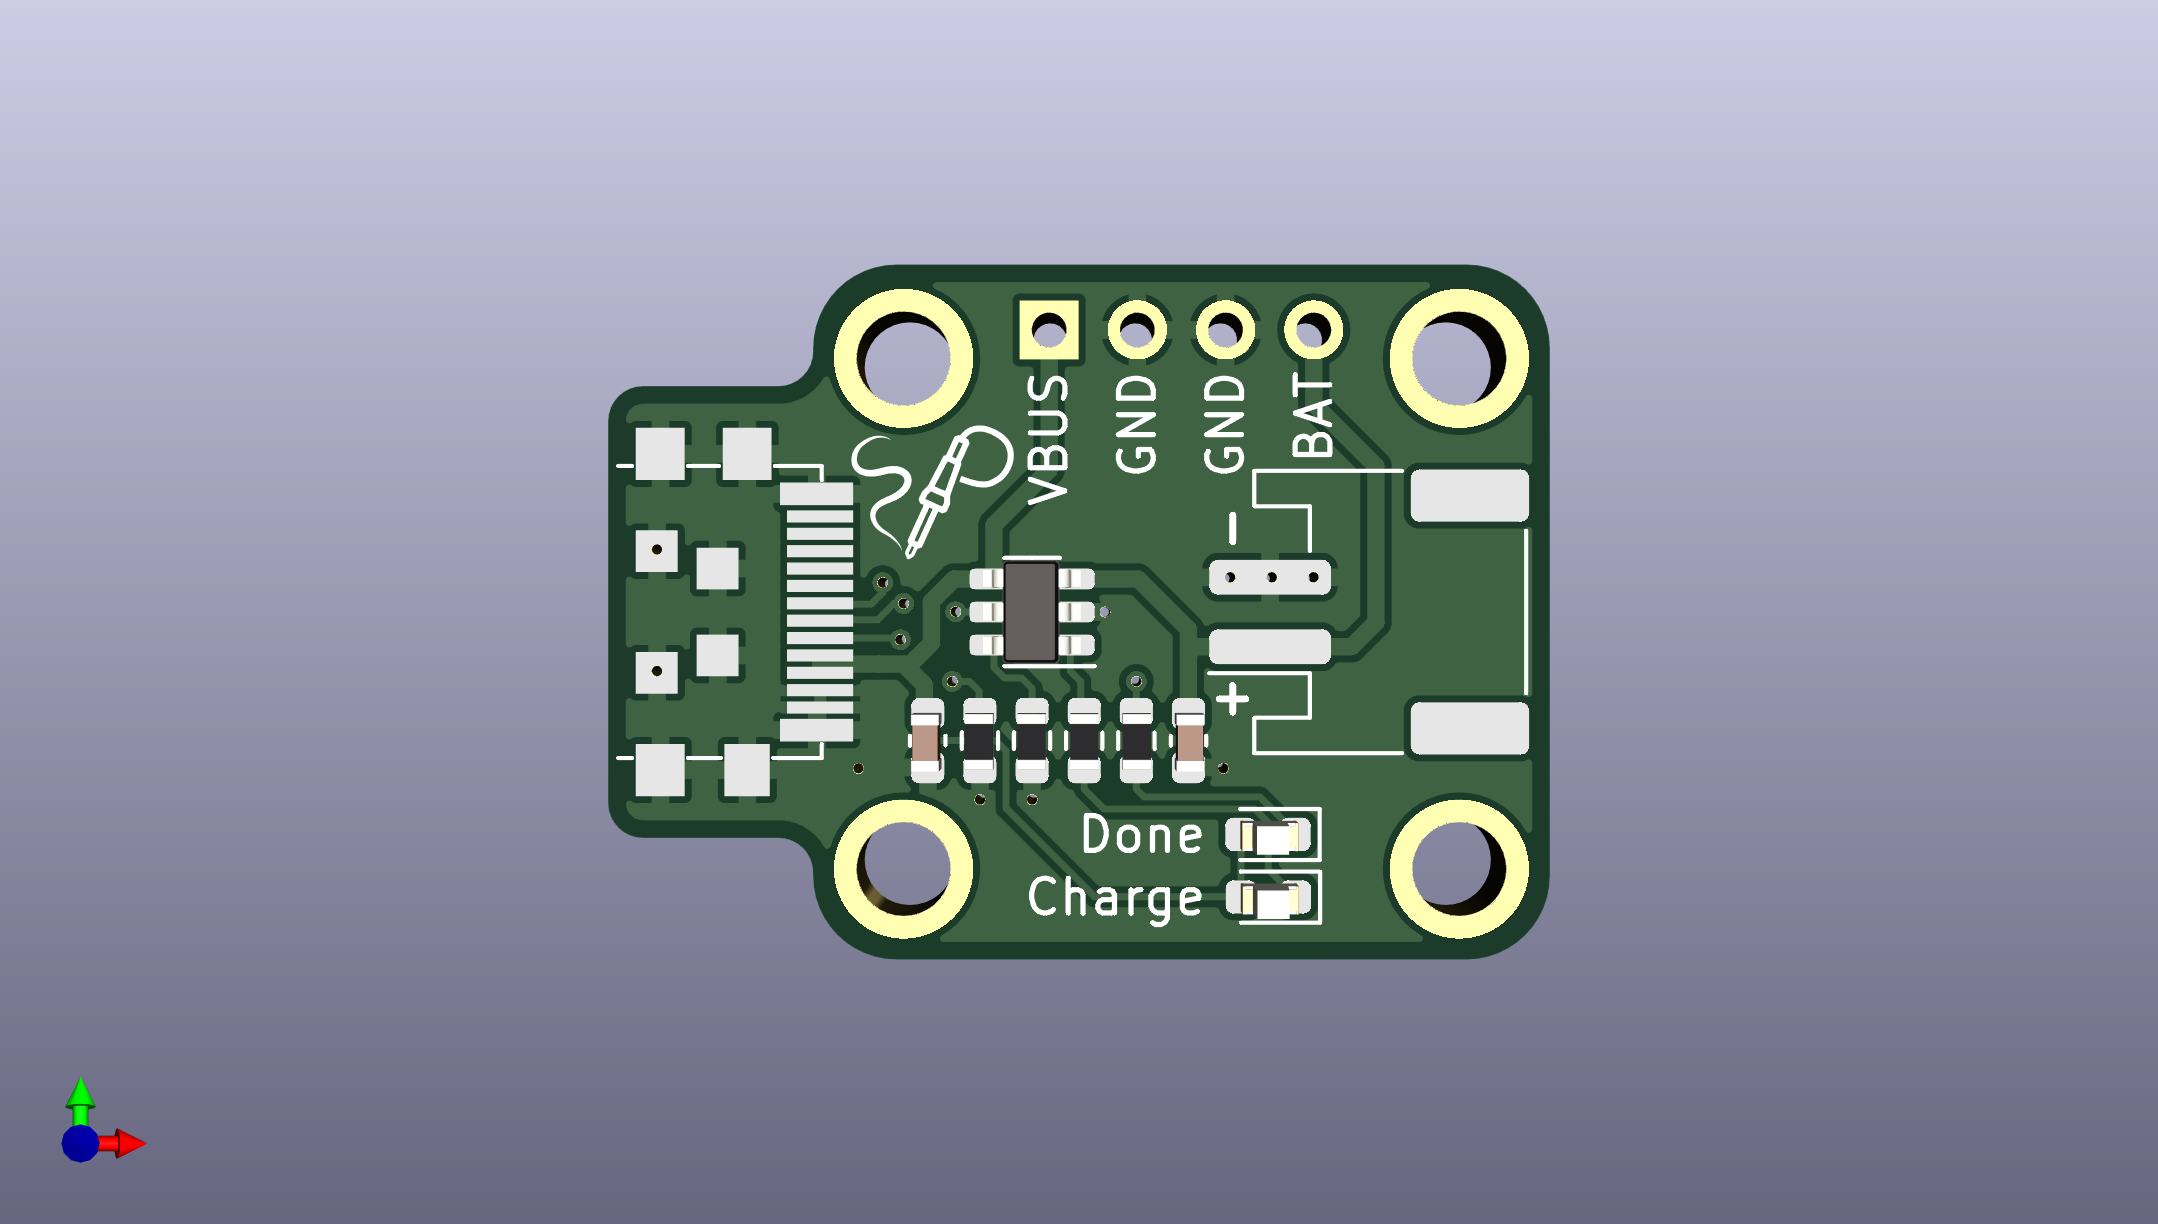 VBUS
GND
GND
BAT
-
+
Done
Charge